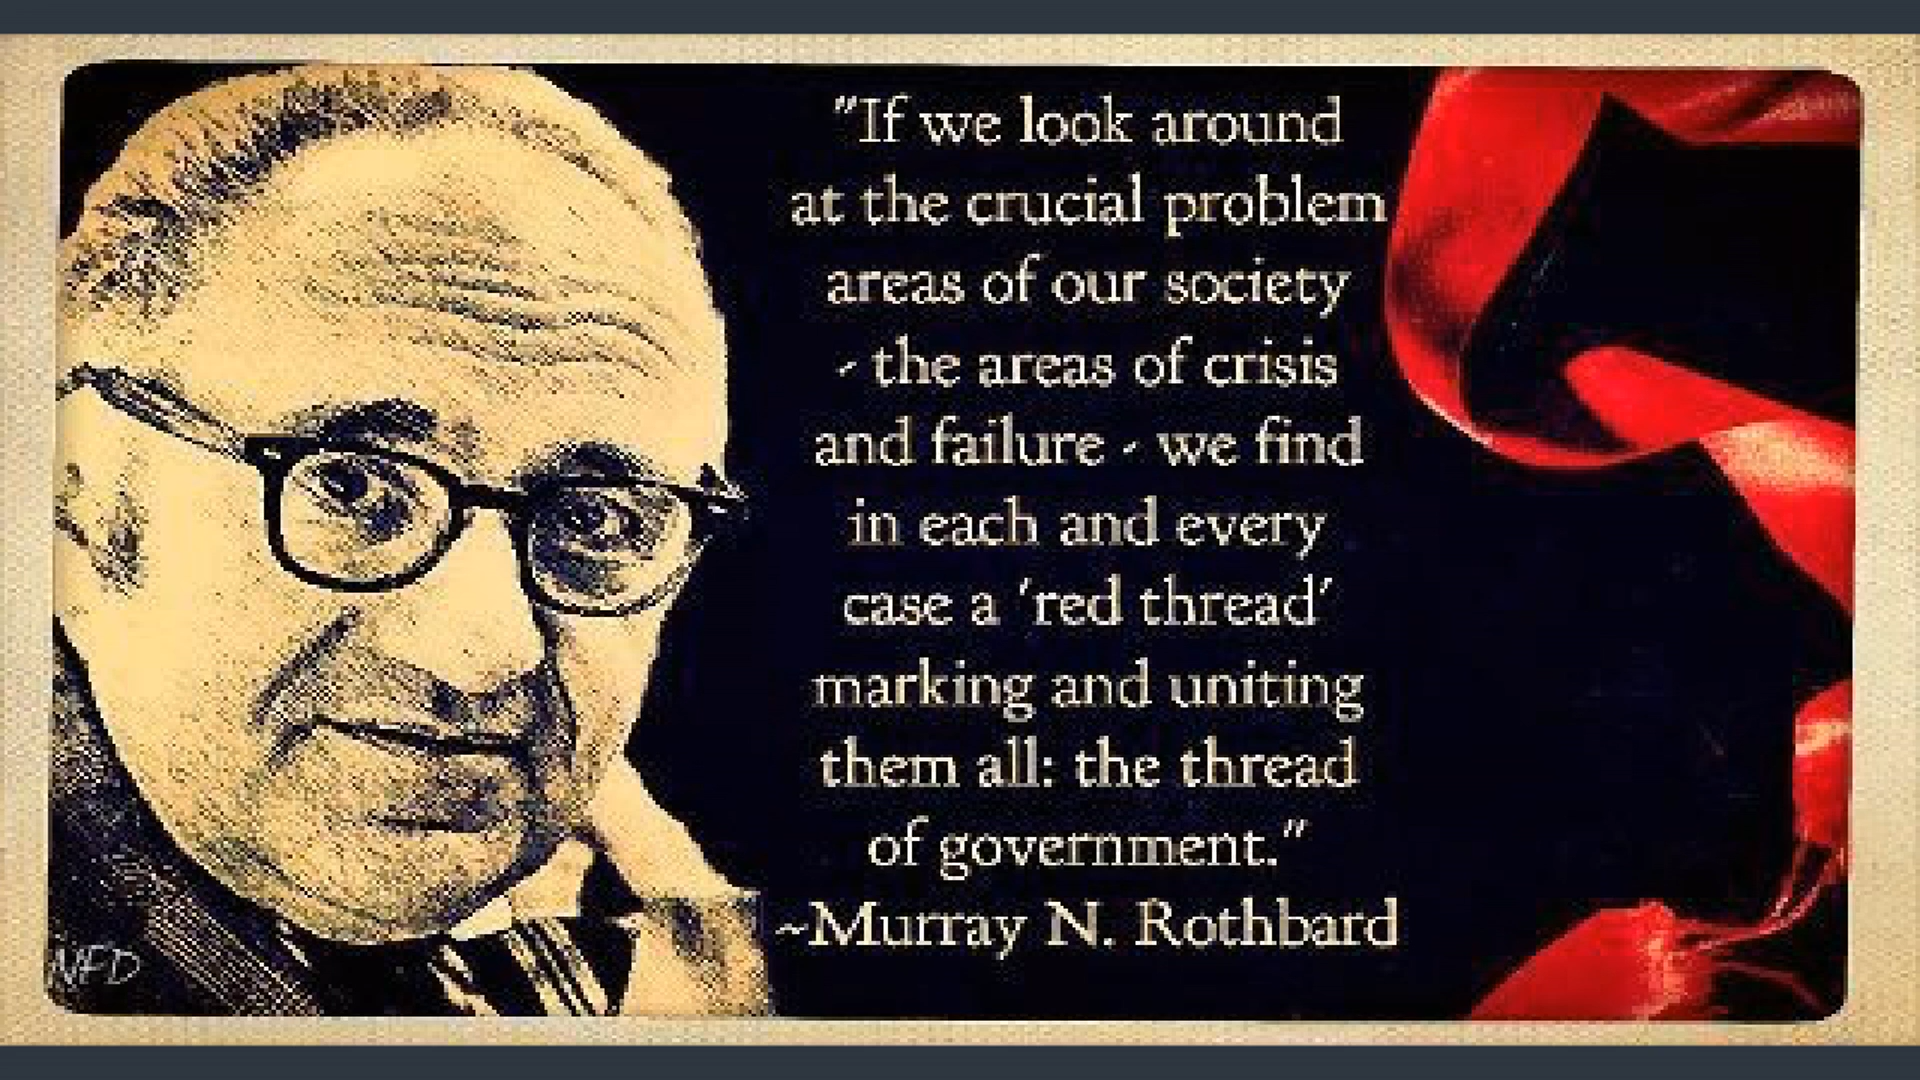 "If we look around
at the crucial problem
areas of our society
- the areas of crisis
and failure - we find
in each and every
case a 'red thread'
marking and uniting
them all: the thread
of government."
~Murray N. Rothbard
NFD